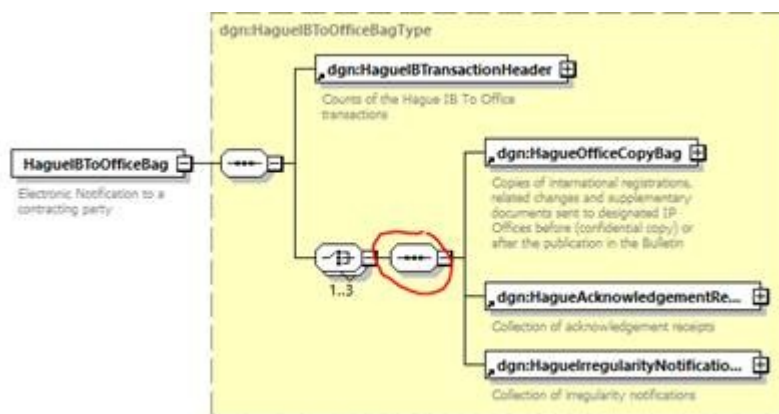 dgn:HagueIBToOfficeBagType
dgn:HagueIBTransactionHeader
Counts of the Hague IB To Office
transactions
HagueIBToOfficeBag
Electronic Notification to a
contracting party
dgn:HagueOfficeCopyBag
Copies of international registrations,
related changes and supplementary
documents sent to designated IP
Offices before (confidential copy) or
after the publication in the Bulletin
1..3
dgn:HagueAcknowledgementRe...
Collection of acknowledgement receipts
dgn:HagueIrregularityNotificatio...
Collection of irregularity notifications